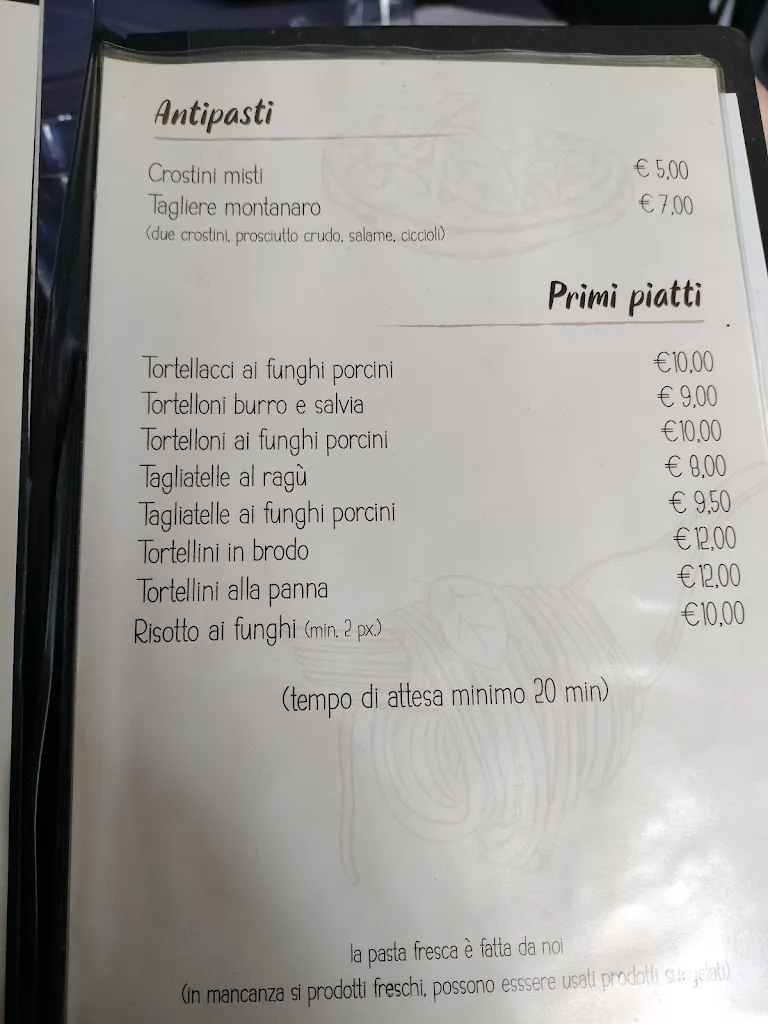 Antipasti
Crostini misti € 5,00
Tagliere montanaro € 7,00
(due crostini, prosciutto crudo, salame, ciccioli)
Primi piatti
Tortellacci ai funghi porcini €10,00
Tortelloni burro e salvia € 9,00
Tortelloni ai funghi porcini €10,00
Tagliatelle al ragù € 8,00
Tagliatelle ai funghi porcini € 9,50
Tortellini in brodo € 12,00
Tortellini alla panna € 12,00
Risotto ai funghi (min. 2 px.) €10,00
(tempo di attesa minimo 20 min)
la pasta fresca è fatta da noi
(in mancanza si prodotti freschi, possono esssere usati prodotti surgelati)